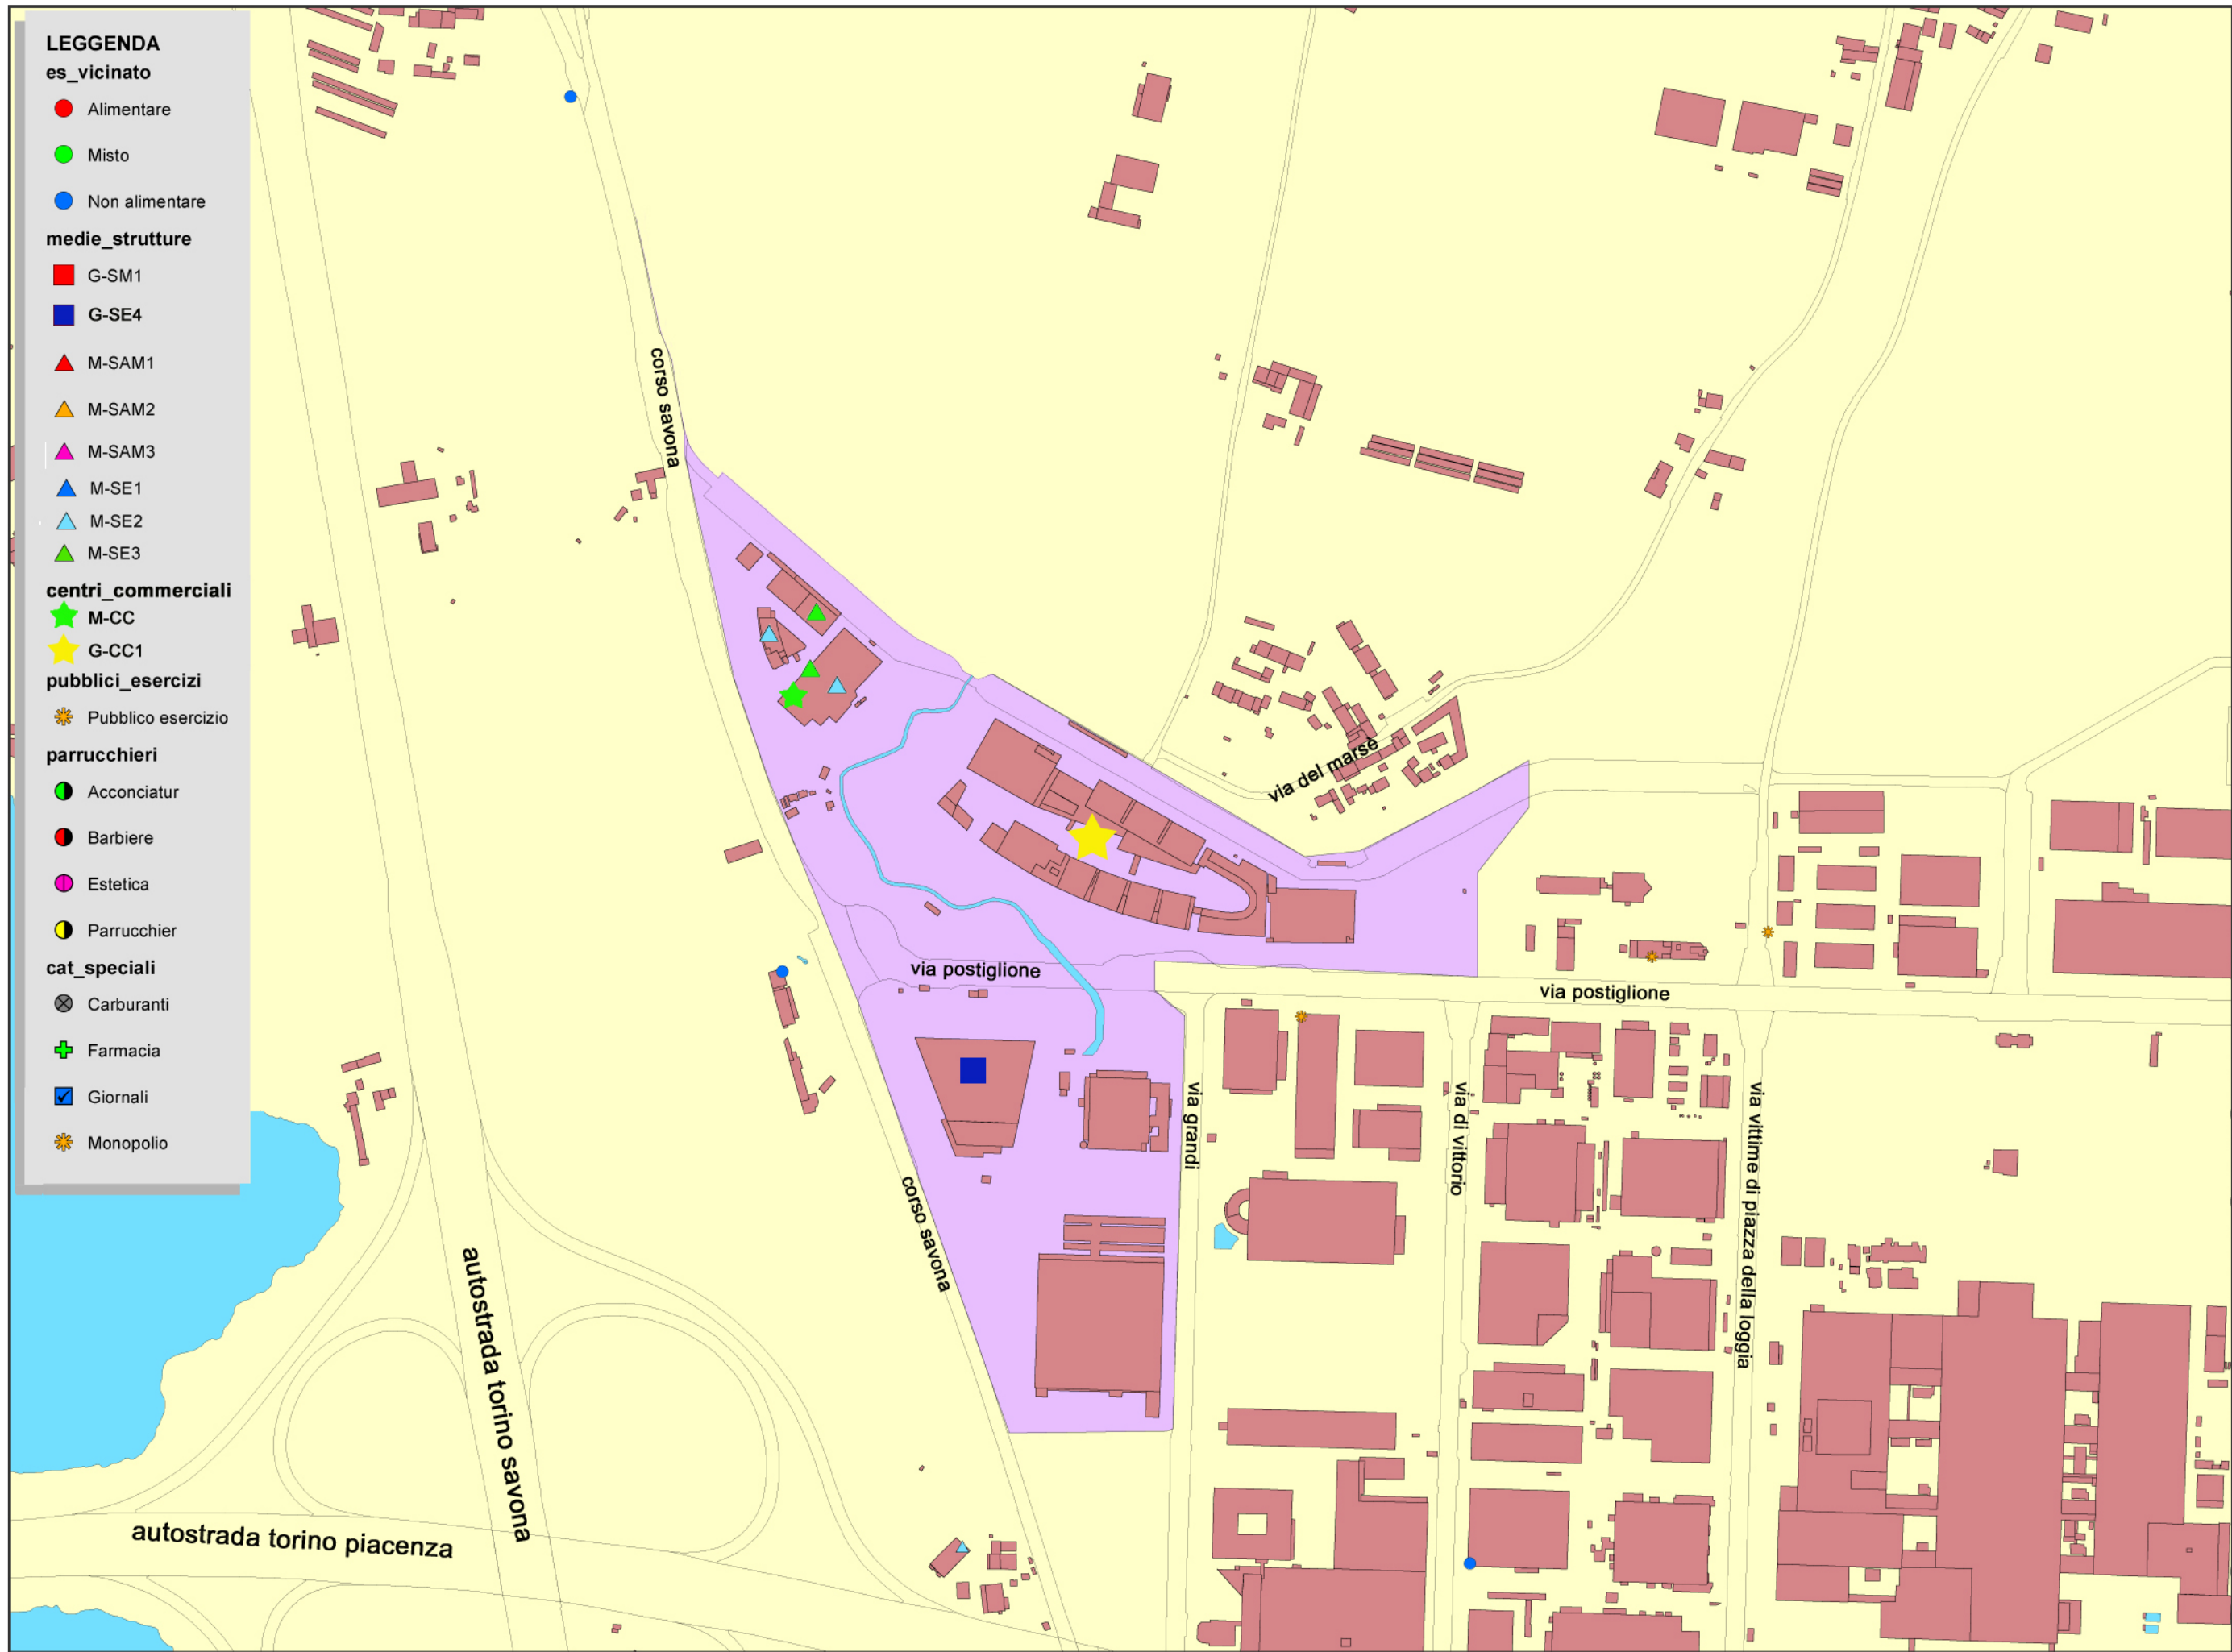 LEGGENDA
es_vicinato
Alimentare
Misto
Non alimentare
medie_strutture
G-SM1
G-SE4
M-SAM1
M-SAM2
M-SAM3
M-SE1
M-SE2
M-SE3
centri_commerciali
M-CC
G-CC1
pubblici_esercizi
Pubblico esercizio
parrucchieri
Acconciatur
Barbiere
Estetica
Parrucchier
cat_speciali
Carburanti
Farmacia
Giornali
Monopolio
corso savona
via del marsè
via postiglione
via postiglione
via grandi
via di vittorio
via vittime di piazza della loggia
corso savona
autostrada torino savona
autostrada torino piacenza